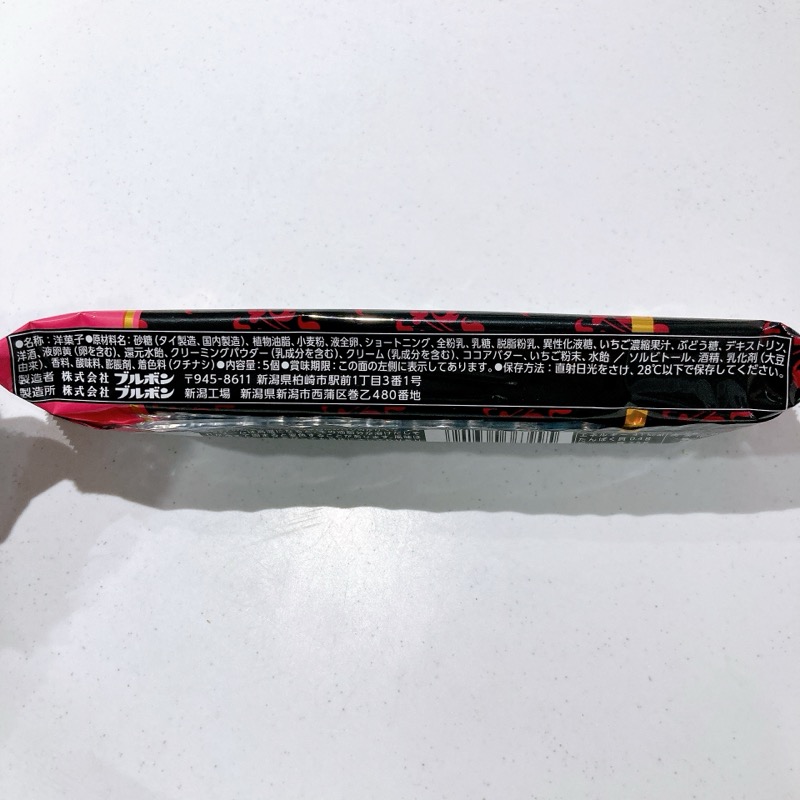 ●名称：洋菓子●原材料名：砂糖（タイ製造、国内製造）、植物油脂、小麦粉、液全卵、ショートニング、全粉乳、乳糖、脱脂粉乳、異性化液糖、いちご濃縮果汁、ぶどう糖、デキストリン、
洋酒、液卵黄（卵を含む）、還元水飴、クリーミングパウダー（乳成分を含む）、クリーム（乳成分を含む）、ココアバター、いちご粉末、水飴／ソルビトール、酒精、乳化剤（大豆
由来）、香料、酸味料、膨脹剤、着色料（クチナシ）●内容量：5個●賞味期限：この面の左側に表示してあります。●保存方法：直射日光をさけ、28℃以下で保存してください。
製造者 株式会社 ブルボン 〒945-8611 新潟県柏崎市駅前1丁目3番1号
製造所 株式会社 ブルボン 新潟工場 新潟県新潟市西蒲区巻乙480番地